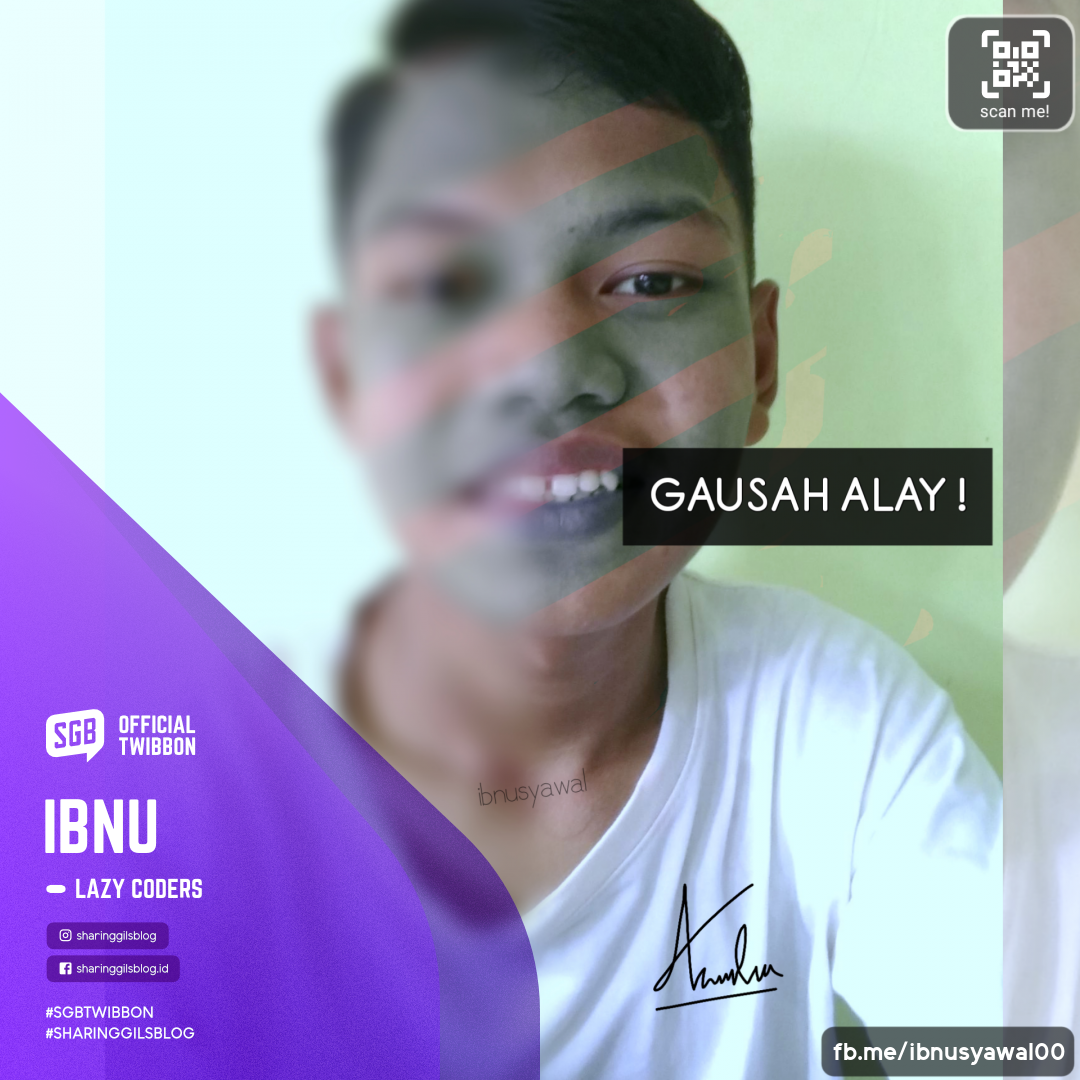 scan me!
GAUSAH ALAY !
SGB
OFFICIAL
TWIBBON
ibnusyawal
IBNU
LAZY CODERS
sharinggilsblog
sharinggilsblog.id
#SGBTWIBBON
#SHARINGGILSBLOG
fb.me/ibnusyawal00